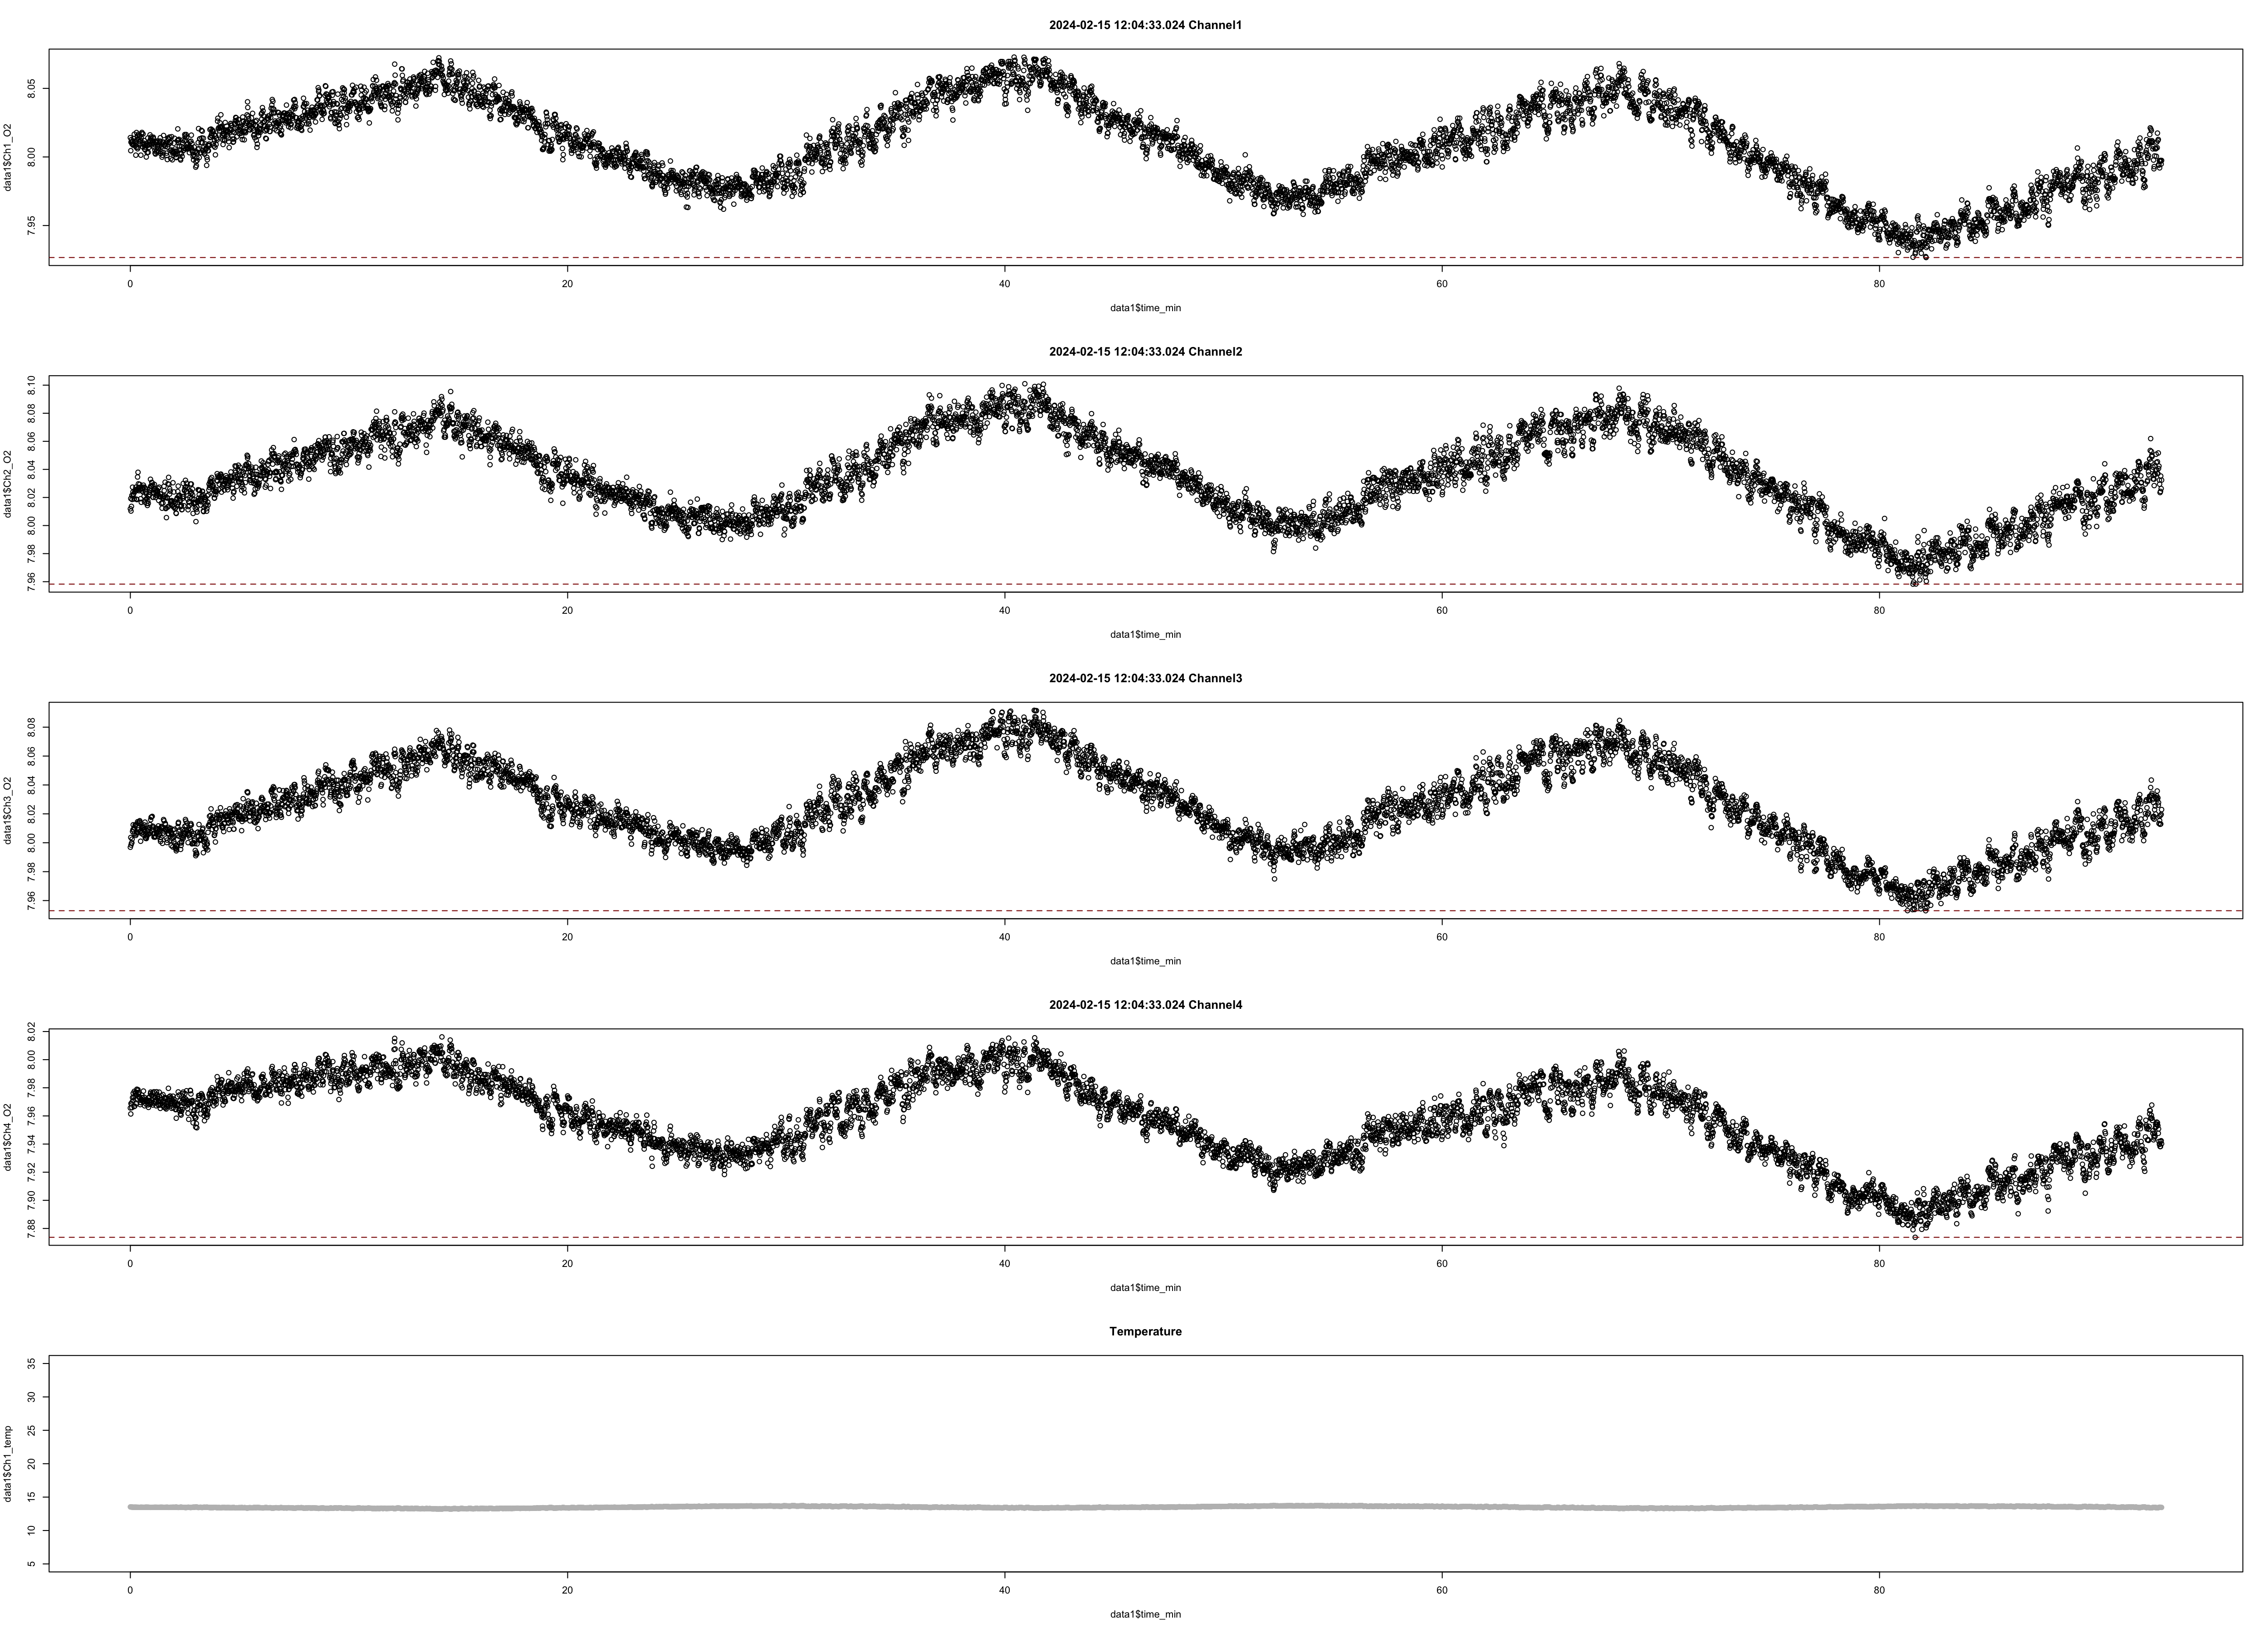 2024-02-15 12:04:33.024 Channel1
data1$Ch1_O2
8.05
8.00
7.95
0 20 40 60 80
data1$time_min
2024-02-15 12:04:33.024 Channel2
data1$Ch2_O2
8.10
8.08
8.06
8.04
8.02
8.00
7.98
7.96
0 20 40 60 80
data1$time_min
2024-02-15 12:04:33.024 Channel3
data1$Ch3_O2
8.08
8.06
8.04
8.02
8.00
7.98
7.96
0 20 40 60 80
data1$time_min
2024-02-15 12:04:33.024 Channel4
data1$Ch4_O2
8.02
8.00
7.98
7.96
7.94
7.92
7.90
7.88
0 20 40 60 80
data1$time_min
Temperature
data1$Ch1_temp
35
30
25
20
15
10
5
0 20 40 60 80
data1$time_min